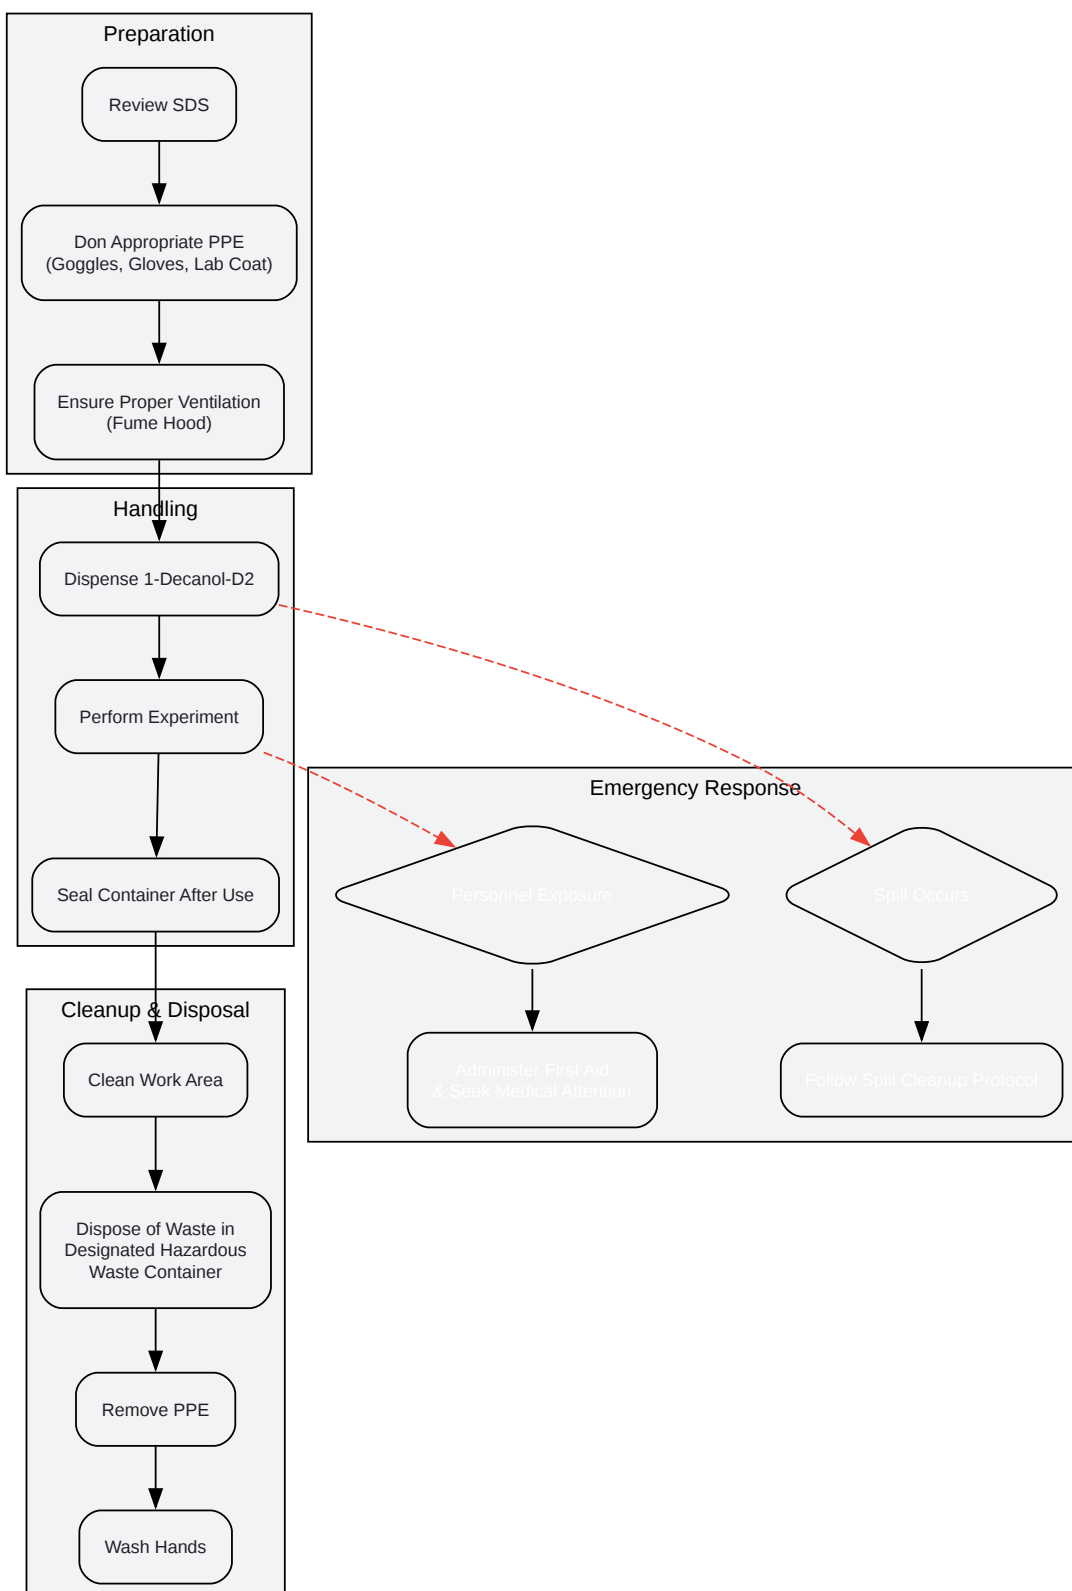 Preparation
Review SDS
Don Appropriate PPE
(Goggles, Gloves, Lab Coat)
Ensure Proper Ventilation
(Fume Hood)
Handling
Dispense 1-Decanol-D2
Perform Experiment
Seal Container After Use
Emergency Response
Personnel Exposure
Spill Occurs
Administer First Aid
& Seek Medical Attention
Follow Spill Cleanup Protocol
Cleanup & Disposal
Clean Work Area
Dispose of Waste in
Designated Hazardous
Waste Container
Remove PPE
Wash Hands